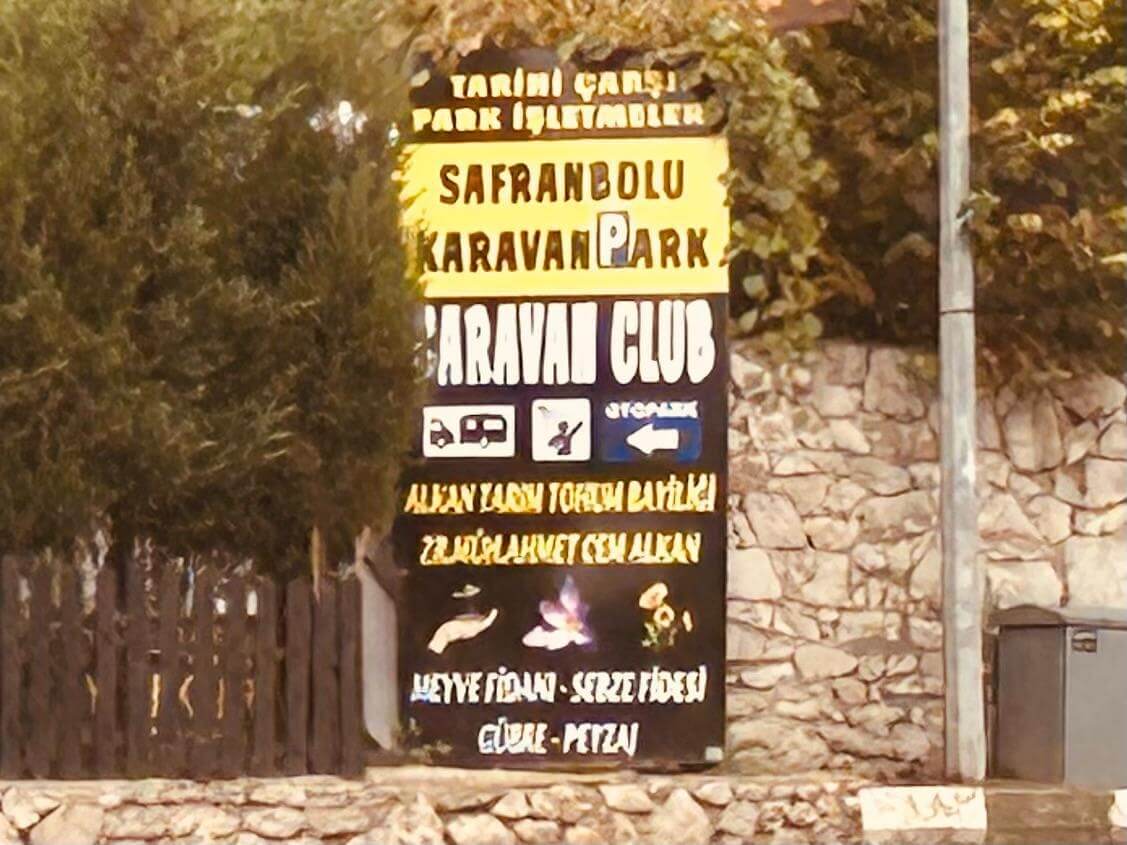 TARİHİ ÇARŞI
PARK İŞLETMELER
SAFRANBOLU
KARAVAN PARK
CARAVAN CLUB
OTOPARK
ALKAN TARIM TOHUM BAYİLİĞİ
AHMET CEM ALKAN
MEYVE FİDANI - SEBZE FİDESİ
GÜBRE - PEYZAJ